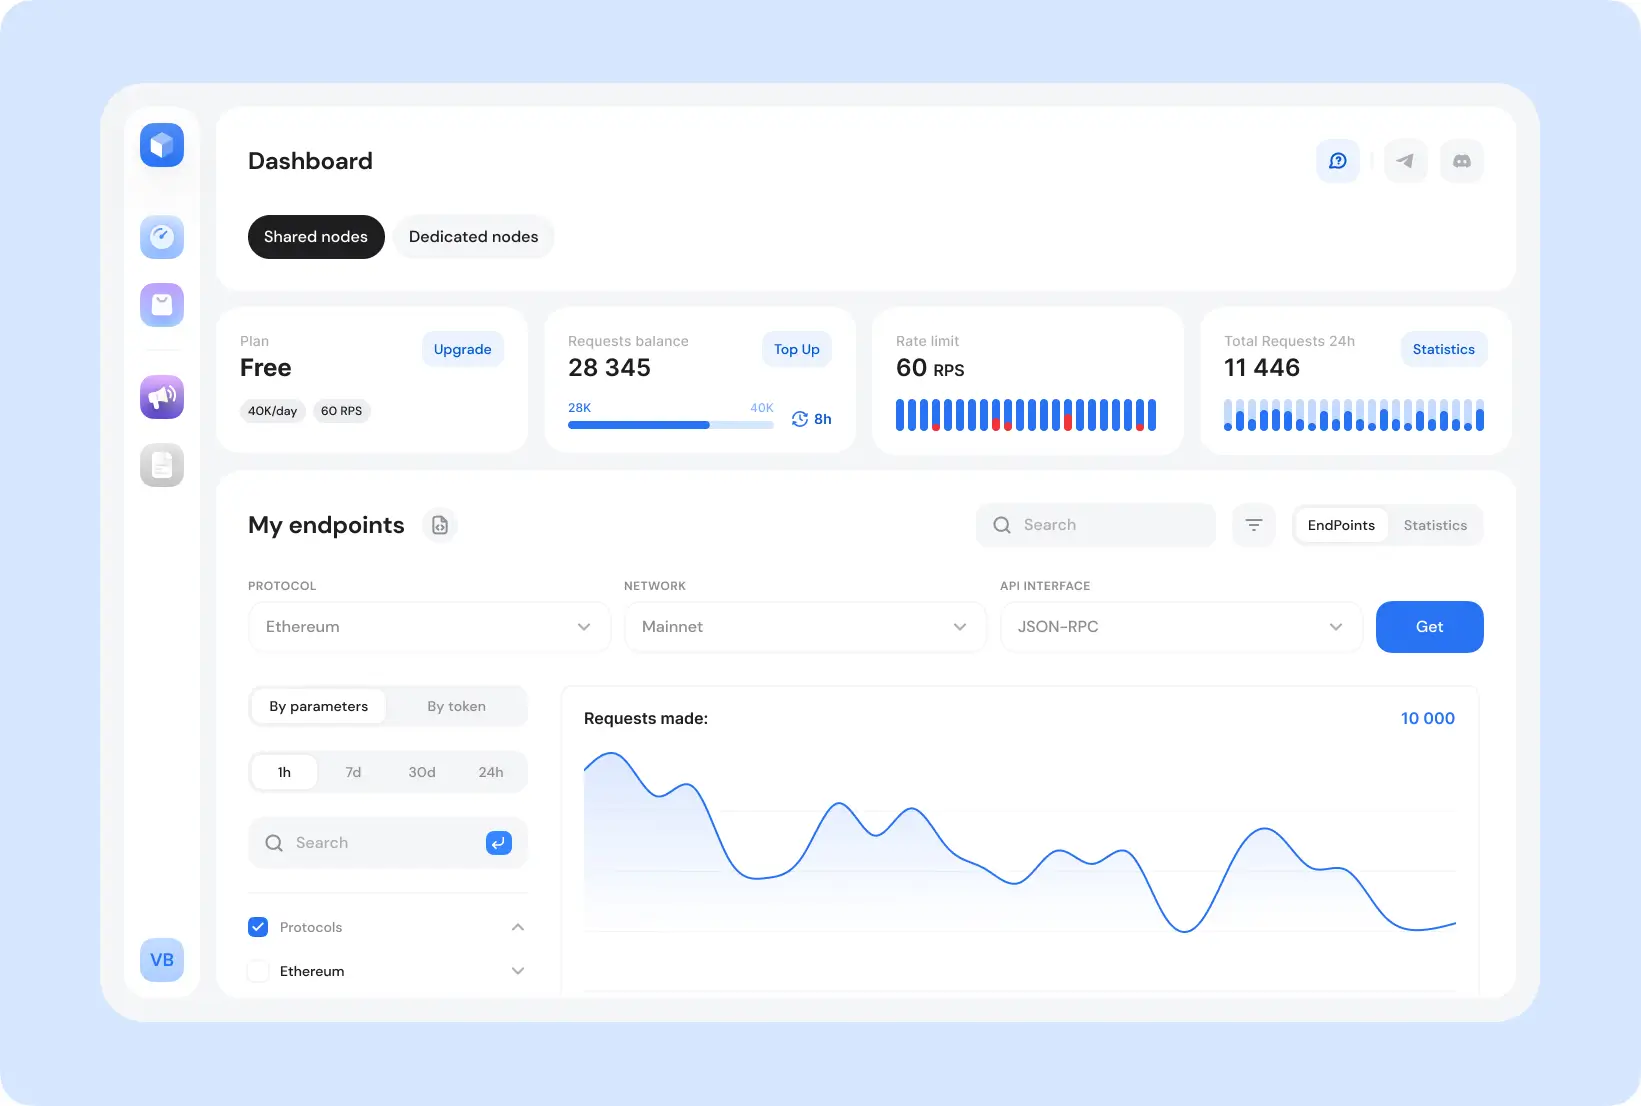 Dashboard
Shared nodes
Dedicated nodes
Plan
Free
Upgrade
40K/day
60 RPS
Requests balance
28 345
Top Up
28K
40K
8h
Rate limit
60 RPS
Total Requests 24h
11 446
Statistics
My endpoints
Search
EndPoints
Statistics
PROTOCOL
NETWORK
API INTERFACE
Ethereum
Mainnet
JSON-RPC
Get
By parameters
By token
1h
7d
30d
24h
Search
Protocols
Ethereum
Requests made:
10 000
VB